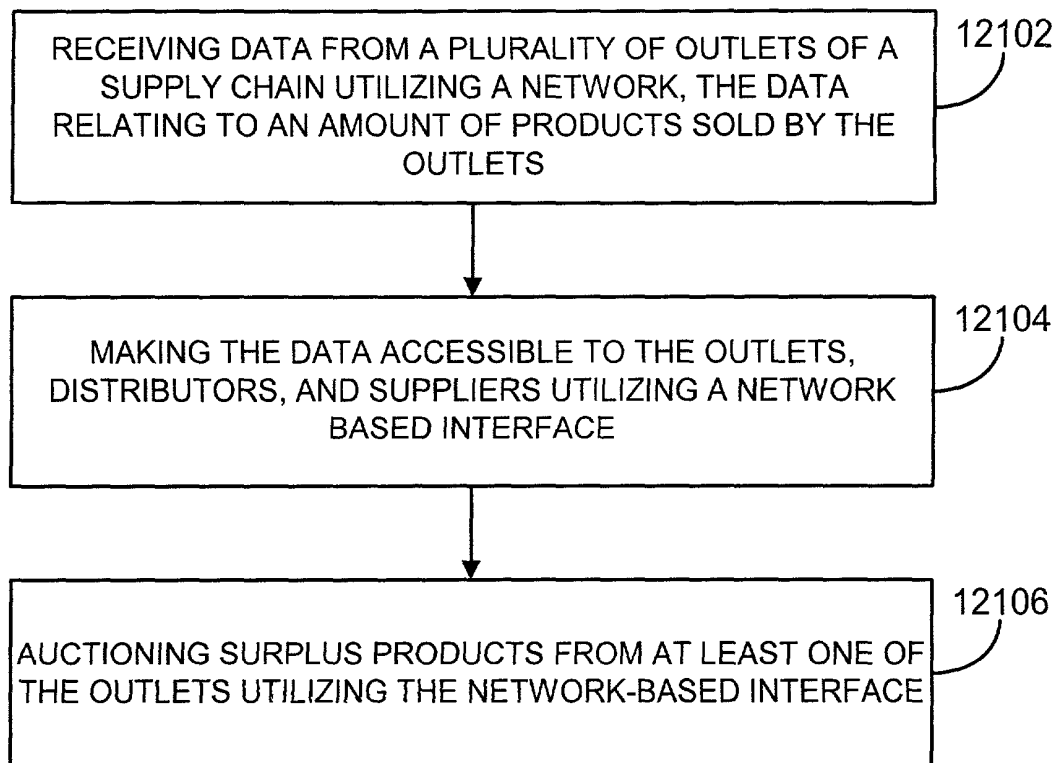 RECEIVING DATA FROM A PLURALITY OF OUTLETS OF A
SUPPLY CHAIN UTILIZING A NETWORK, THE DATA
RELATING TO AN AMOUNT OF PRODUCTS SOLD BY THE
OUTLETS
12102
MAKING THE DATA ACCESSIBLE TO THE OUTLETS,
DISTRIBUTORS, AND SUPPLIERS UTILIZING A NETWORK
BASED INTERFACE
12104
AUCTIONING SURPLUS PRODUCTS FROM AT LEAST ONE OF
THE OUTLETS UTILIZING THE NETWORK-BASED INTERFACE
12106